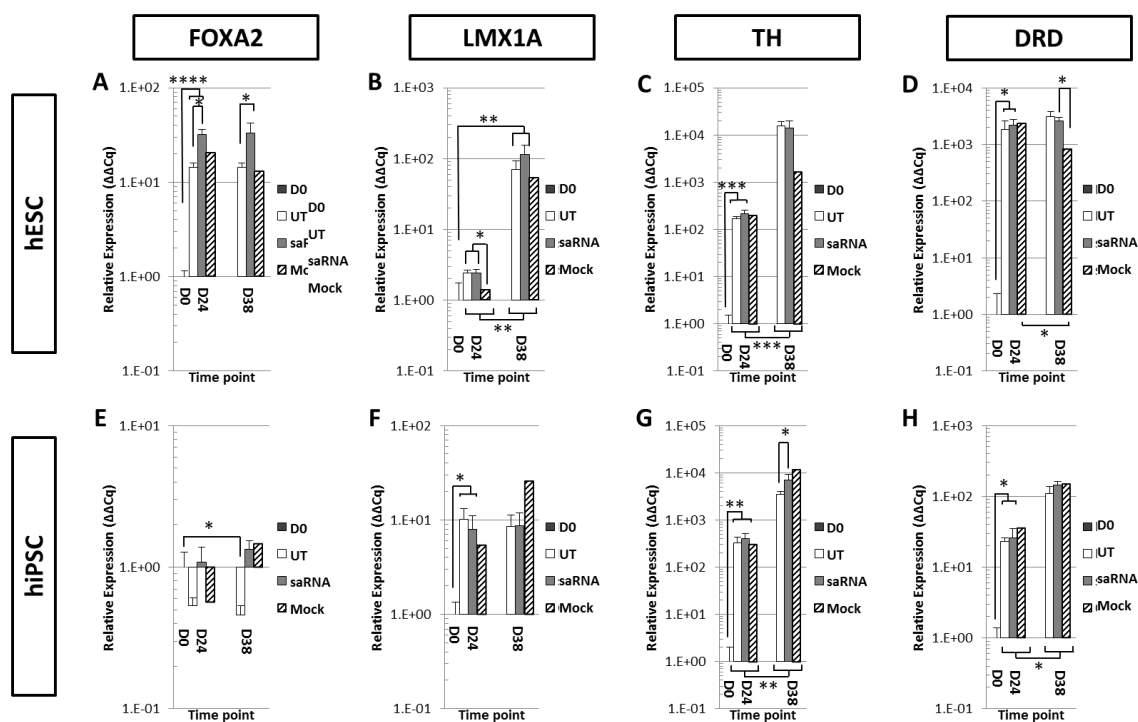 FOXA2 LMX1A TH DRD
hESC
A
**** * *
1.E+02
1.E+01
1.E+00
1.E-01
Relative Expression (ΔΔCq)
D0 D24 D38
Time point
D0
UT
D0
UT
saRNA
Mock
B
** * **
1.E+03
1.E+02
1.E+01
1.E+00
1.E-01
Relative Expression (ΔΔCq)
D0 D24 D38
Time point
D0
UT
saRNA
Mock
C
*** ***
1.E+05
1.E+04
1.E+03
1.E+02
1.E+01
1.E+00
1.E-01
Relative Expression (ΔΔCq)
D0 D24 D38
Time point
D0
UT
saRNA
Mock
D
* * *
1.E+04
1.E+03
1.E+02
1.E+01
1.E+00
1.E-01
Relative Expression (ΔΔCq)
D0 D24 D38
Time point
D0
UT
saRNA
Mock
hiPSC
E
*
1.E+01
1.E+00
1.E-01
Relative Expression (ΔΔCq)
D0 D24 D38
Time point
D0
UT
saRNA
Mock
F
*
1.E+02
1.E+01
1.E+00
1.E-01
Relative Expression (ΔΔCq)
D0 D24 D38
Time point
D0
UT
saRNA
Mock
G
** * **
1.E+05
1.E+04
1.E+03
1.E+02
1.E+01
1.E+00
1.E-01
Relative Expression (ΔΔCq)
D0 D24 D38
Time point
D0
UT
saRNA
Mock
H
* *
1.E+03
1.E+02
1.E+01
1.E+00
1.E-01
Relative Expression (ΔΔCq)
D0 D24 D38
Time point
D0
UT
saRNA
Mock